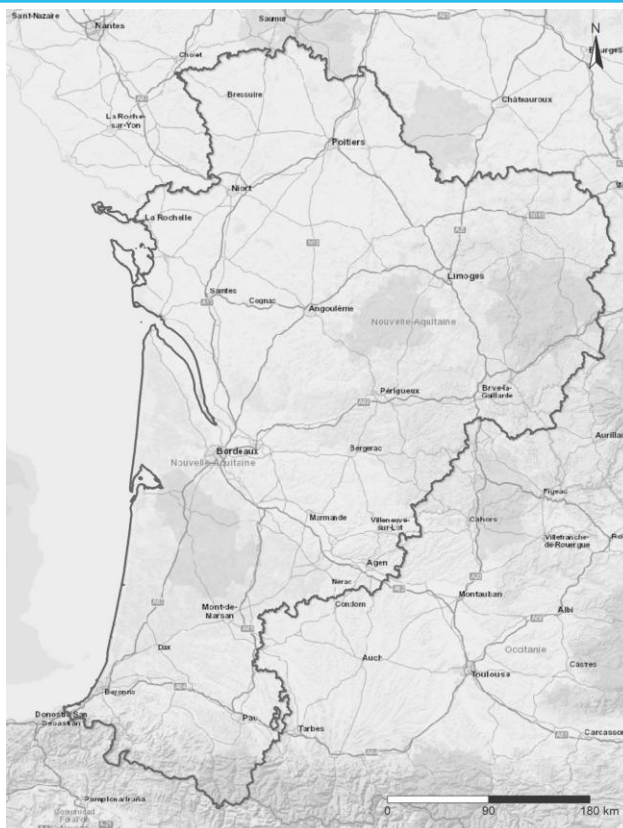 Saint-Nazaire
Nantes
Saumur
Cholet
N
Bourges
Bressuire
La Roche-
sur-Yon
Châteauroux
Poitiers
Niort
La Rochelle
Limoges
Saintes
Cognac
Angoulême
Nouvelle-Aquitaine
Périgueux
Brive-la-
Gaillarde
Aurillac
Bordeaux
Nouvelle-Aquitaine
Bergerac
Figeac
Marmande
Villeneuve-
sur-Lot
Cahors
Villefranche-
de-Rouergue
Agen
Nérac
Condom
Montauban
Mont-de-
Marsan
Albi
Dax
Auch
Occitanie
Castres
Toulouse
Bayonne
Donostia/San
Pau
Tarbes
Carcasson
0 90 180 km